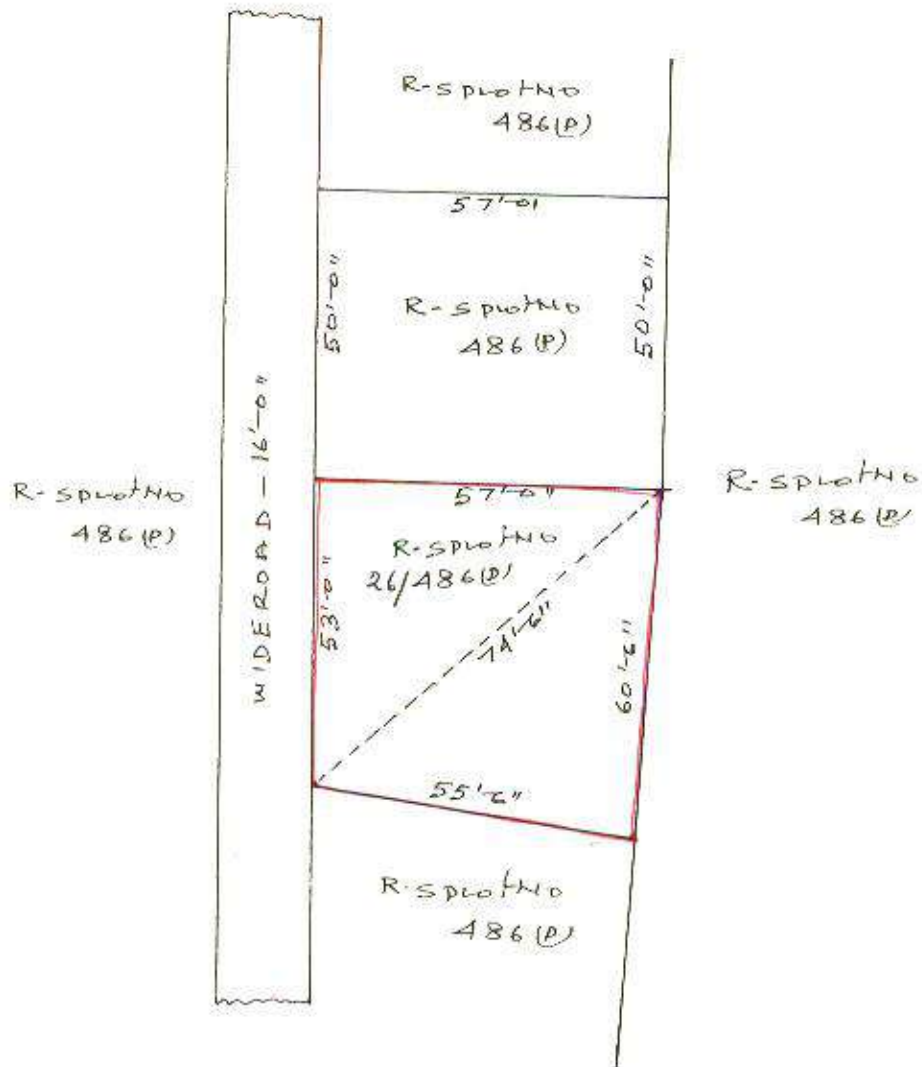 R-S PLOT NO
486(P)
57'-01
50'-0"
R-S PLOT NO
486(P)
50'-0"
WIDE ROAD - 16'-0"
R-S PLOT NO
486(P)
57'-0"
R-S PLOT NO
486(P)
R-S PLOT NO
26/486(P)
53'-0"
74'-6"
60'-6"
55'-6"
R-S PLOT NO
486(P)